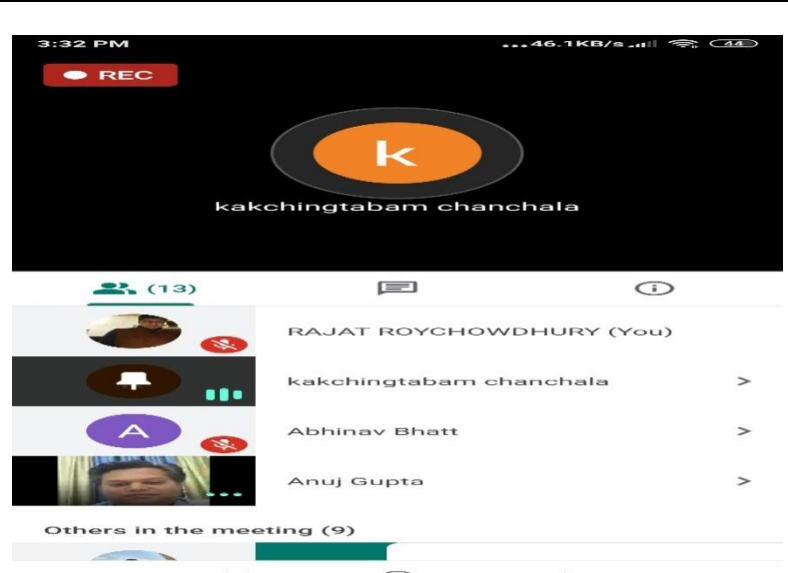 3:32 PM ...46.1KB/s 44
REC
k
kakchingtabam chanchala
(13)
RAJAT ROYCHOWDHURY (You)
kakchingtabam chanchala >
A Abhinav Bhatt >
Anuj Gupta >
Others in the meeting (9)